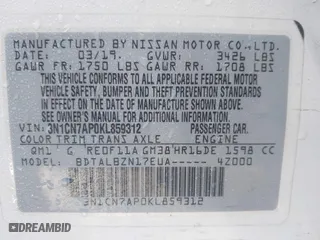 MANUFACTURED BY NISSAN MOTOR CO., LTD.
DATE: 03/19. GVWR: 3426 LBS
GAWR FR: 1750 LBS GAWR RR: 1708 LBS
THIS VEHICLE CONFORMS TO ALL APPLICABLE FEDERAL
MOTOR VEHICLE SAFETY, BUMPER, AND THEFT PREVENTION
STANDARDS IN EFFECT ON THE DATE OF MANUFACTURE
SHOWN ABOVE. SEE OWNER'S MANUAL FOR ADDITIONAL
INFORMATION.
VIN:3N1CN7AP0KL859312 PASSENGER CAR.
COLOR TRIM TRANS AXLE ENGINE
QM1 G RE0F11A GM38 HR16DE 1598 CC
MODEL: BDTALBZN17EUA----- 4Z000
3N1CN7AP0KL859312